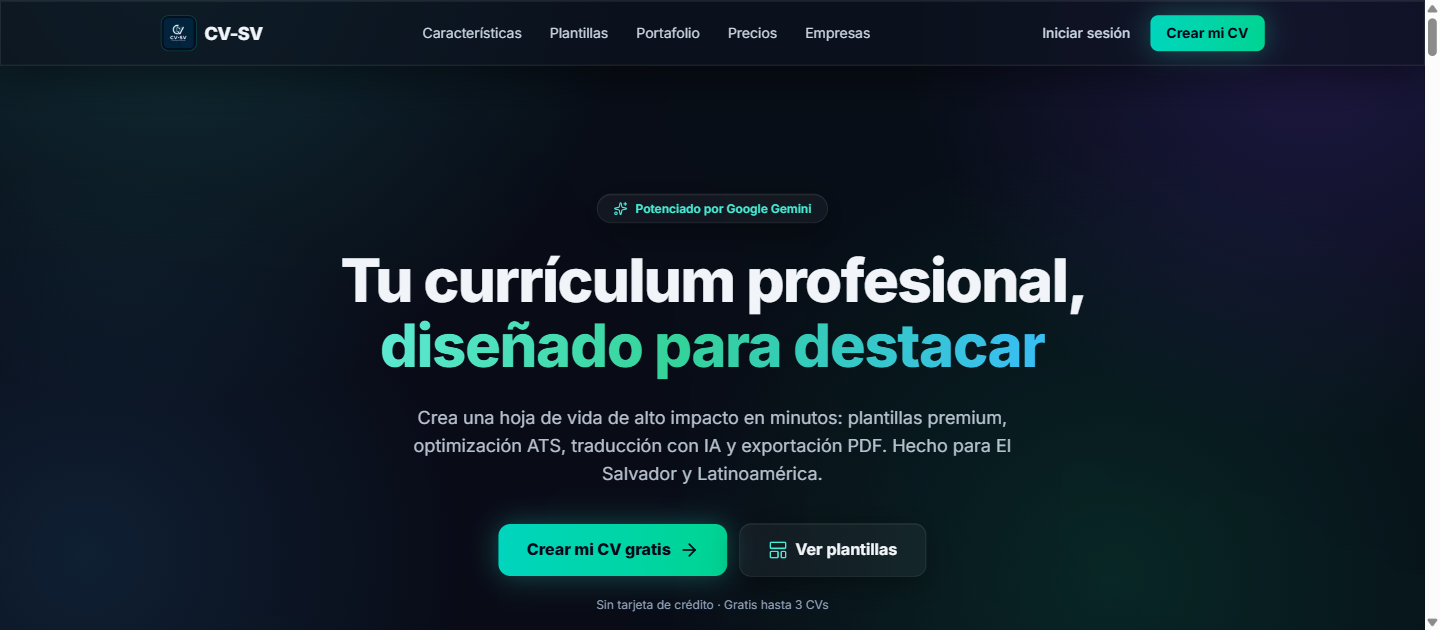 CV-SV
CV-SV
Características
Plantillas
Portafolio
Precios
Empresas
Iniciar sesión
Crear mi CV
Potenciado por Google Gemini
Tu currículum profesional,
diseñado para destacar
Crea una hoja de vida de alto impacto en minutos: plantillas premium,
optimización ATS, traducción con IA y exportación PDF. Hecho para El
Salvador y Latinoamérica.
Crear mi CV gratis
Ver plantillas
Sin tarjeta de crédito · Gratis hasta 3 CVs